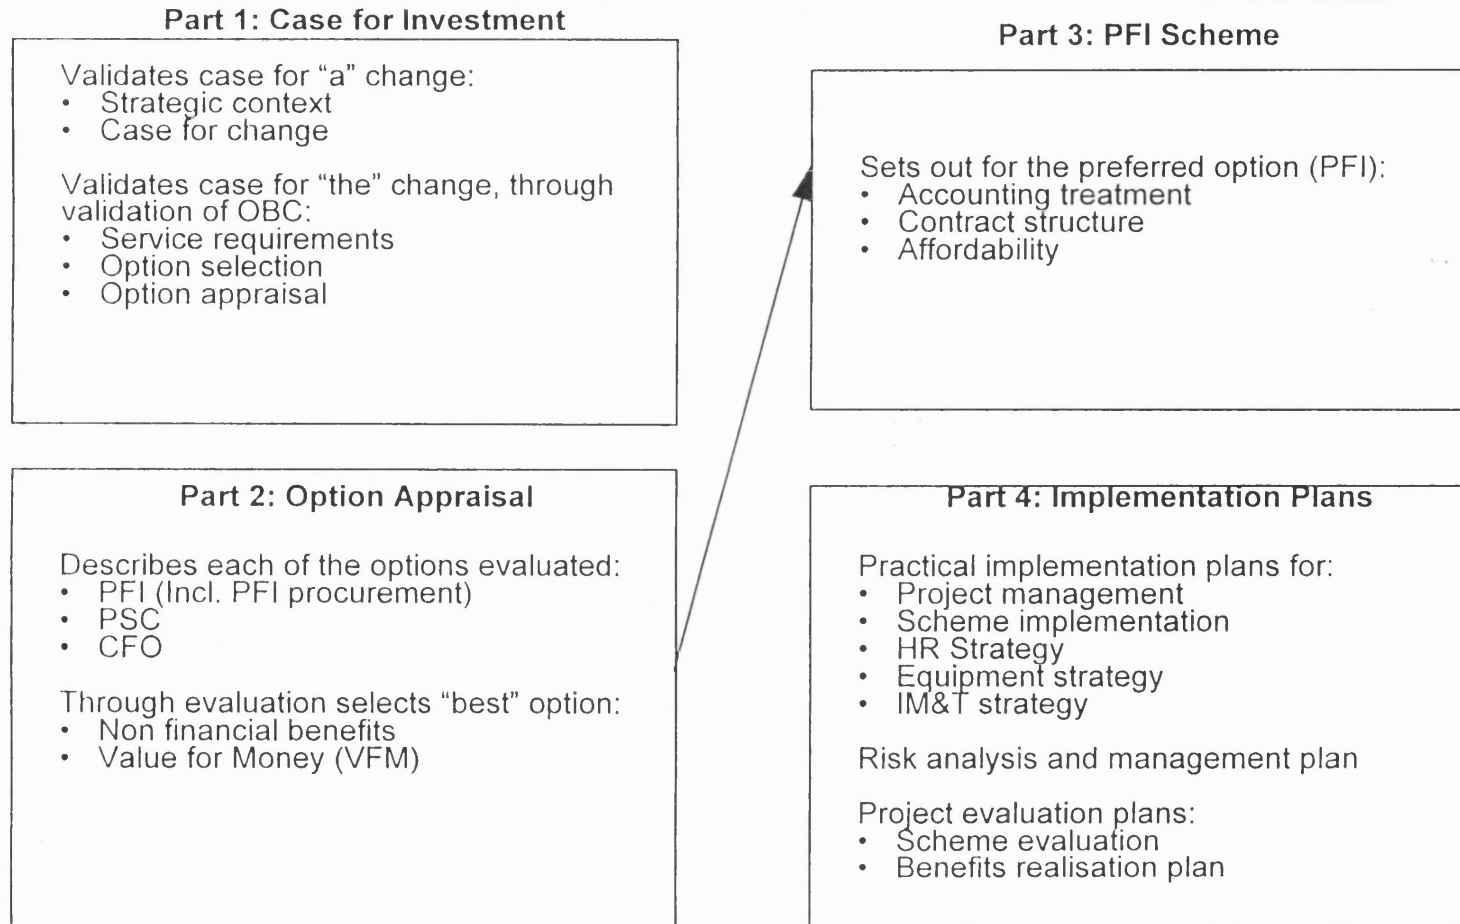 Part 1: Case for Investment
Validates case for “a” change:
• Strategic context
• Case for change
Validates case for “the” change, through
validation of OBC:
• Service requirements
• Option selection
• Option appraisal
Part 2: Option Appraisal
Describes each of the options evaluated:
• PFI (Incl. PFI procurement)
• PSC
• CFO
Through evaluation selects “best” option:
• Non financial benefits
• Value for Money (VFM)
Part 3: PFI Scheme
Sets out for the preferred option (PFI):
• Accounting treatment
• Contract structure
• Affordability
Part 4: Implementation Plans
Practical implementation plans for:
• Project management
• Scheme implementation
• HR Strategy
• Equipment strategy
• IM&T strategy
Risk analysis and management plan
Project evaluation plans:
• Scheme evaluation
• Benefits realisation plan